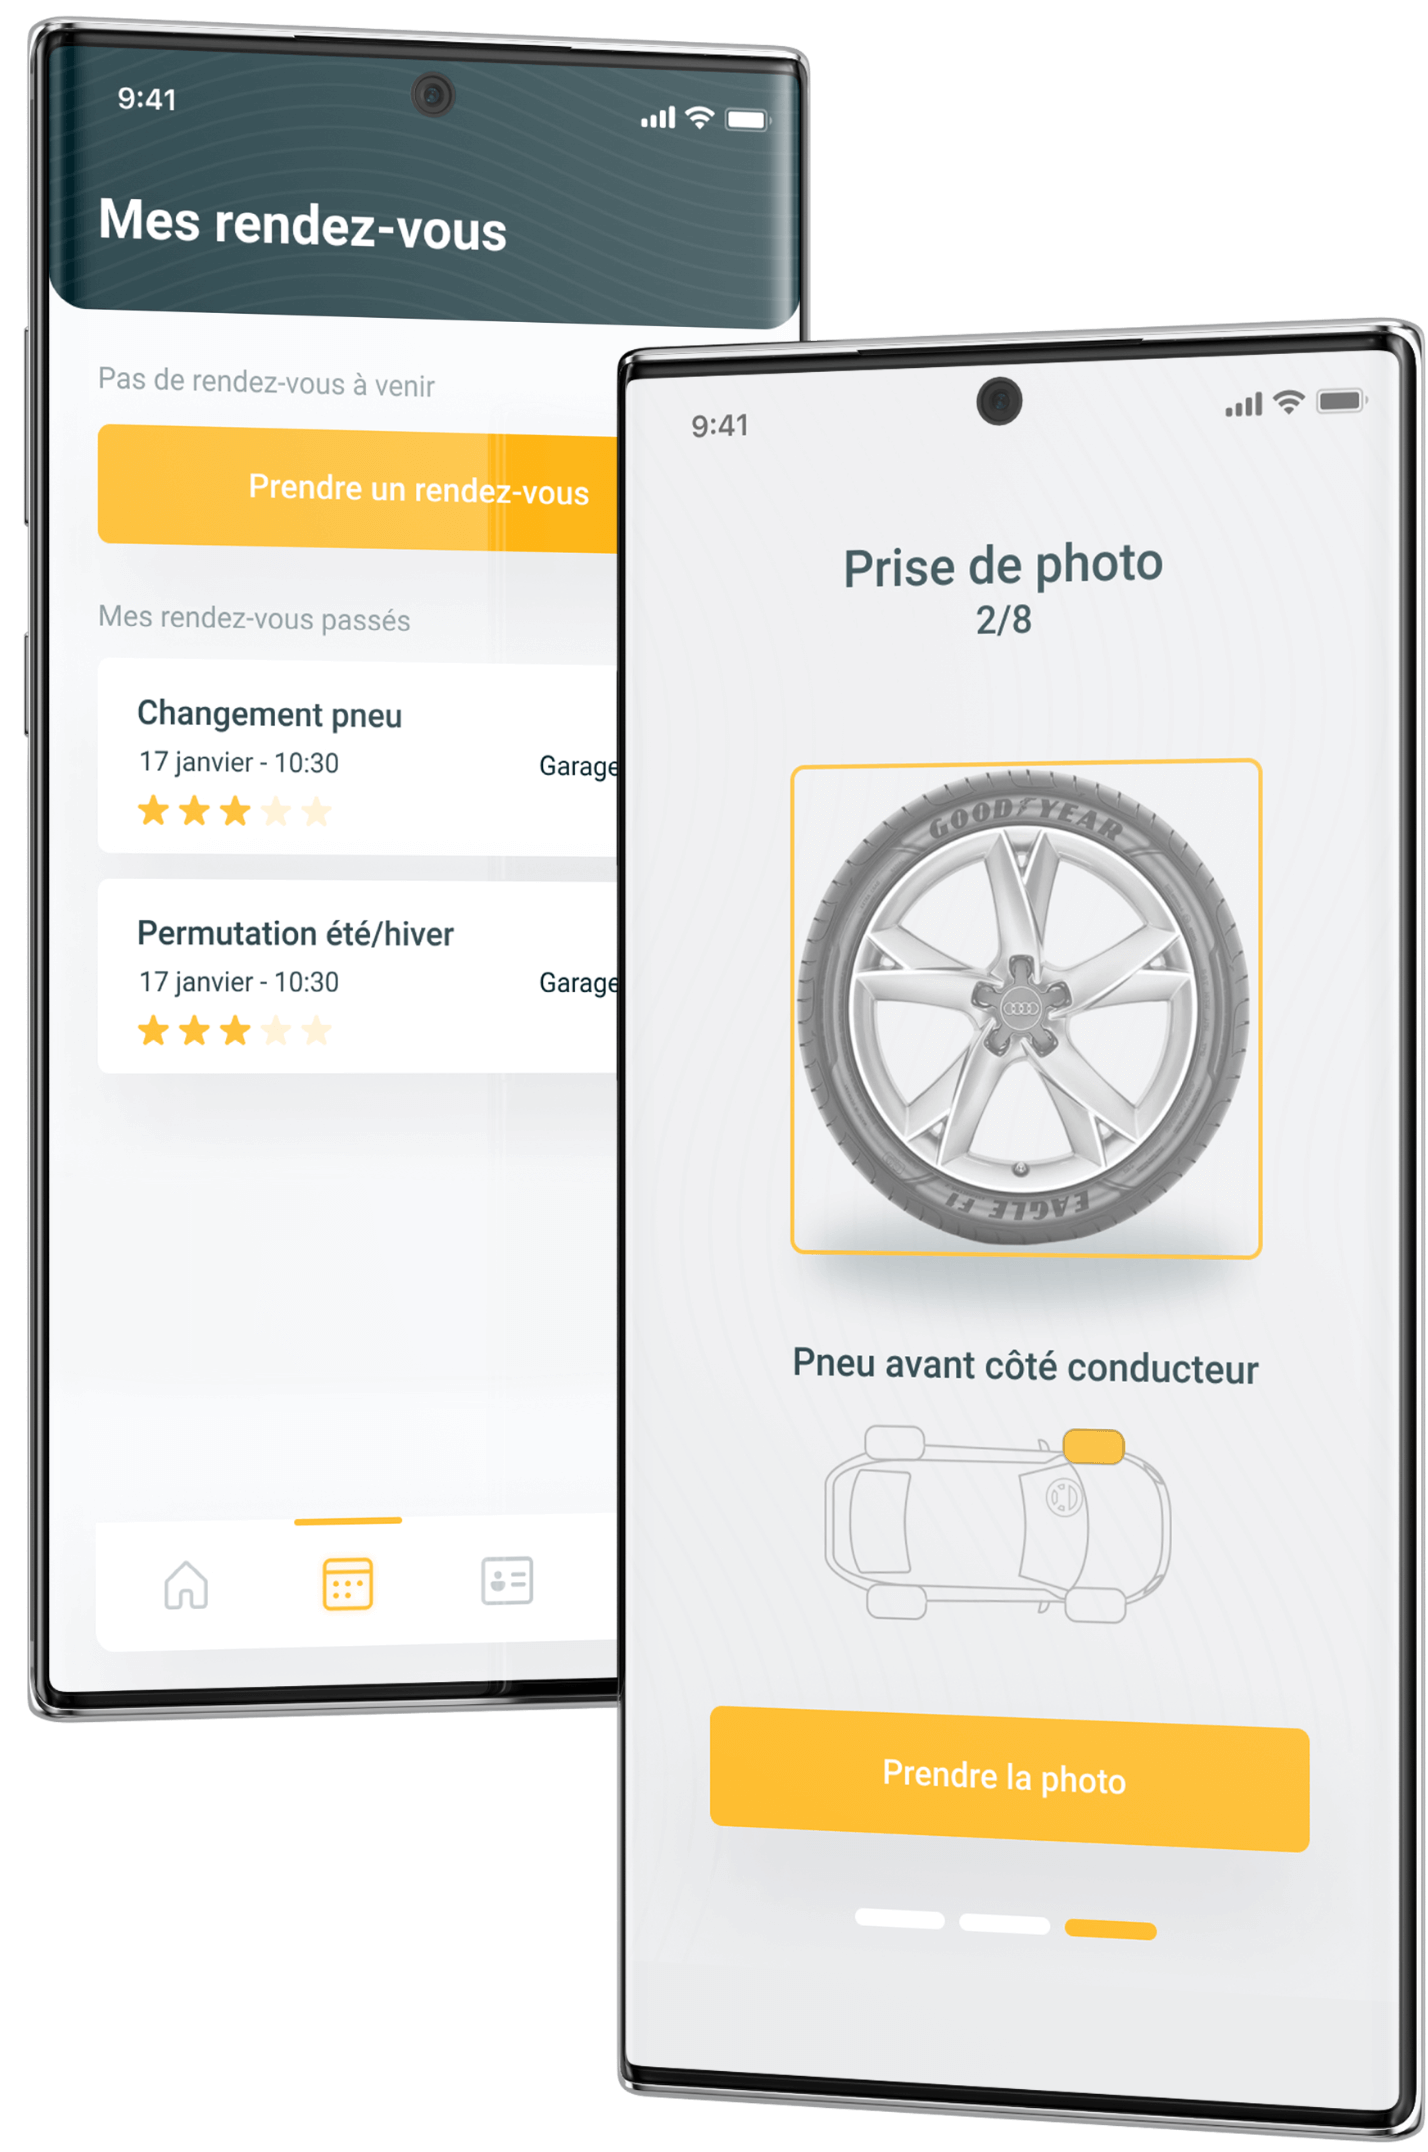 9:41
Mes rendez-vous
Pas de rendez-vous à venir
Prendre un rendez-vous
Mes rendez-vous passés
Changement pneu
17 janvier - 10:30
Garage
Permutation été/hiver
17 janvier - 10:30
Garage
9:41
Prise de photo
2/8
GOODYEAR
EAGLE F1
Pneu avant côté conducteur
Prendre la photo